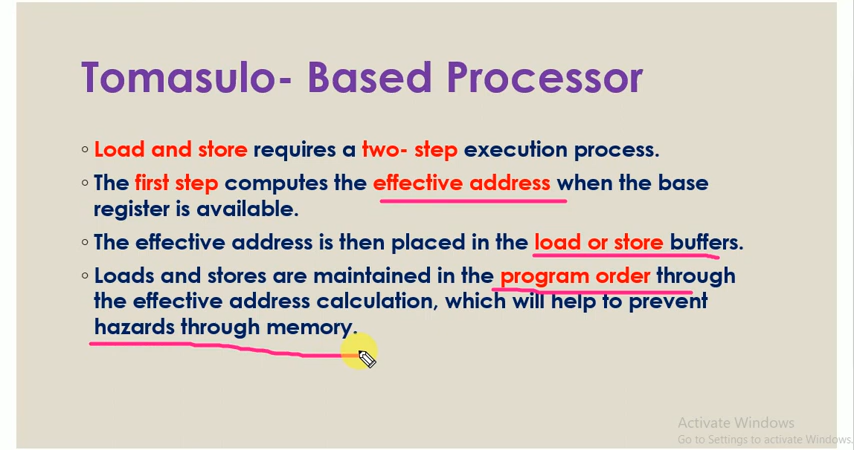 Tomasulo- Based Processor
◦ Load and store requires a two- step execution process.
◦ The first step computes the effective address when the base
register is available.
◦ The effective address is then placed in the load or store buffers.
◦ Loads and stores are maintained in the program order through
the effective address calculation, which will help to prevent
hazards through memory.
Activate Windows
Go to Settings to activate Windows.